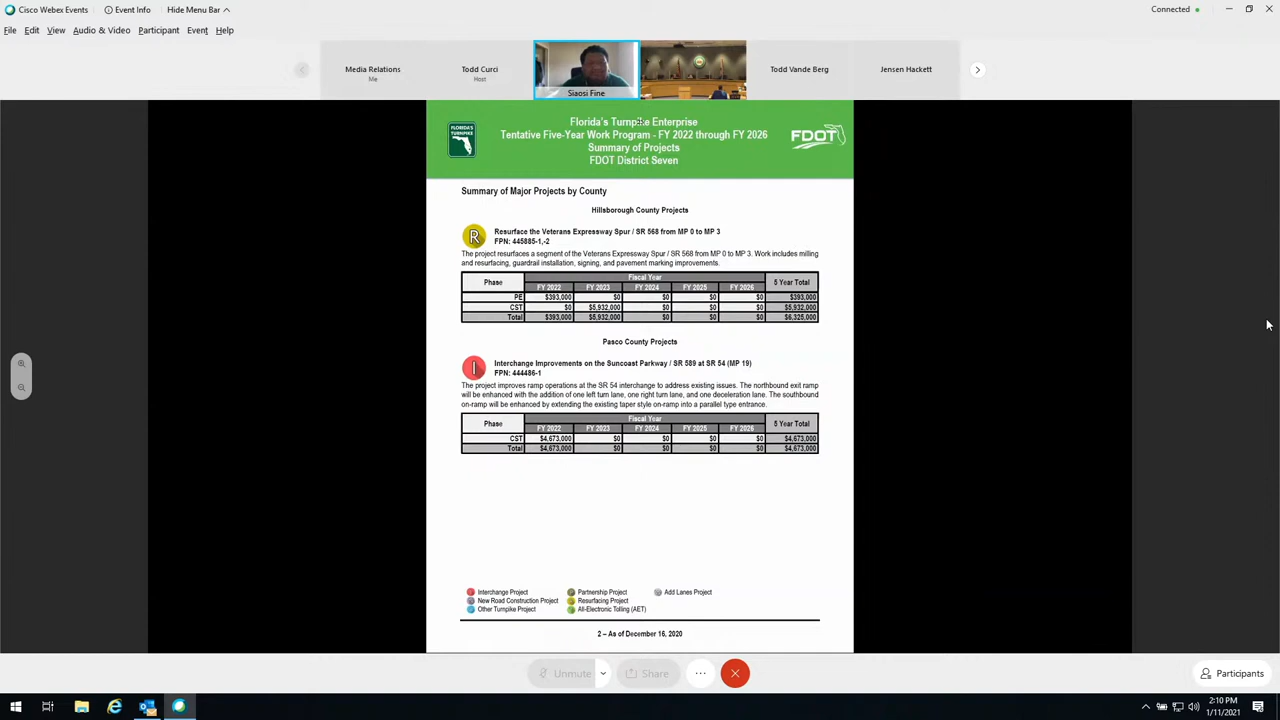 Cisco Webex Events Event Info Hide Menu Bar Connected
File Edit View Audio & Video Participant Event Help
Media Relations
Me
Todd Curci
Host
Siaosi Fine
Todd Vande Berg
Jensen Hackett
FLORIDA'S
TURNPIKE
Florida's Turnpike Enterprise
Tentative Five-Year Work Program - FY 2022 through FY 2026
Summary of Projects
FDOT District Seven
FDOT
Summary of Major Projects by County
Hillsborough County Projects
R
Resurface the Veterans Expressway Spur / SR 568 from MP 0 to MP 3
FPN: 445885-1,-2
The project resurfaces a segment of the Veterans Expressway Spur / SR 568 from MP 0 to MP 3. Work includes milling
and resurfacing, guardrail installation, signing, and pavement marking improvements.
Phase Fiscal Year 5 Year Total
FY 2022 FY 2023 FY 2024 FY 2025 FY 2026
PE $393,000 $0 $0 $0 $0 $393,000
CST $0 $5,932,000 $0 $0 $0 $5,932,000
Total $393,000 $5,932,000 $0 $0 $0 $6,325,000
Pasco County Projects
I
Interchange Improvements on the Suncoast Parkway / SR 589 at SR 54 (MP 19)
FPN: 444486-1
The project improves ramp operations at the SR 54 interchange to address existing issues. The northbound exit ramp
will be enhanced with the addition of one left turn lane, one right turn lane, and one deceleration lane. The southbound
on-ramp will be enhanced by extending the existing taper style on-ramp into a parallel type entrance.
Phase Fiscal Year 5 Year Total
FY 2022 FY 2023 FY 2024 FY 2025 FY 2026
CST $4,673,000 $0 $0 $0 $0 $4,673,000
Total $4,673,000 $0 $0 $0 $0 $4,673,000
Interchange Project Partnership Project Add Lanes Project
New Road Construction Project Resurfacing Project
Other Turnpike Project All-Electronic Tolling (AET)
2 – As of December 16, 2020
Unmute Share Participants
2:10 PM
1/11/2021